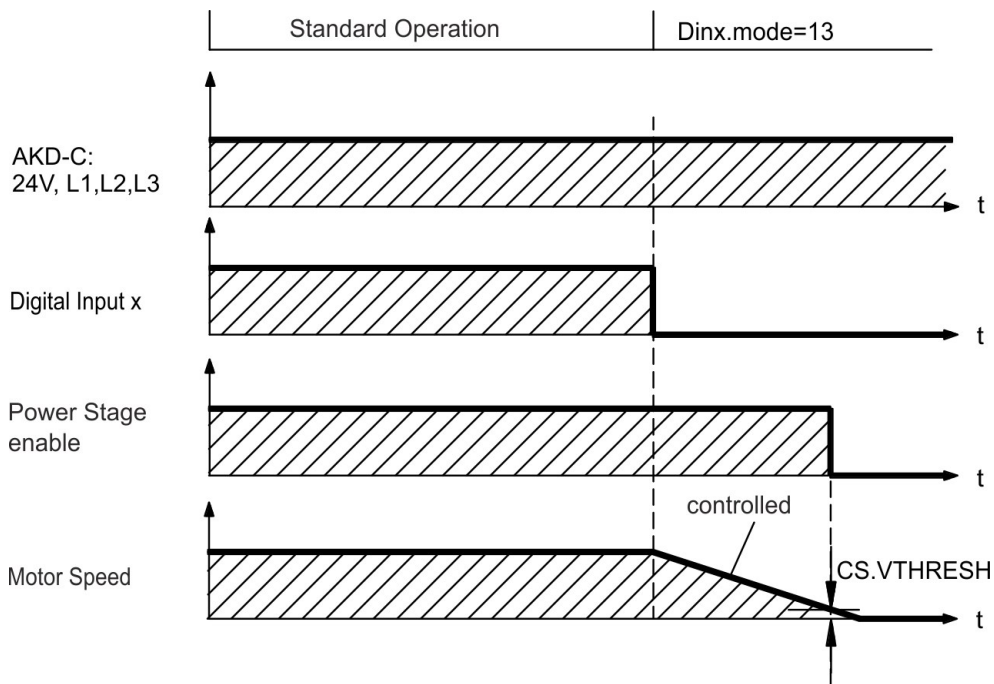 Standard Operation
Dinx.mode=13
AKD-C:
24V, L1,L2,L3
t
Digital Input x
t
Power Stage
enable
t
controlled
Motor Speed
CS.VTHRESH
t